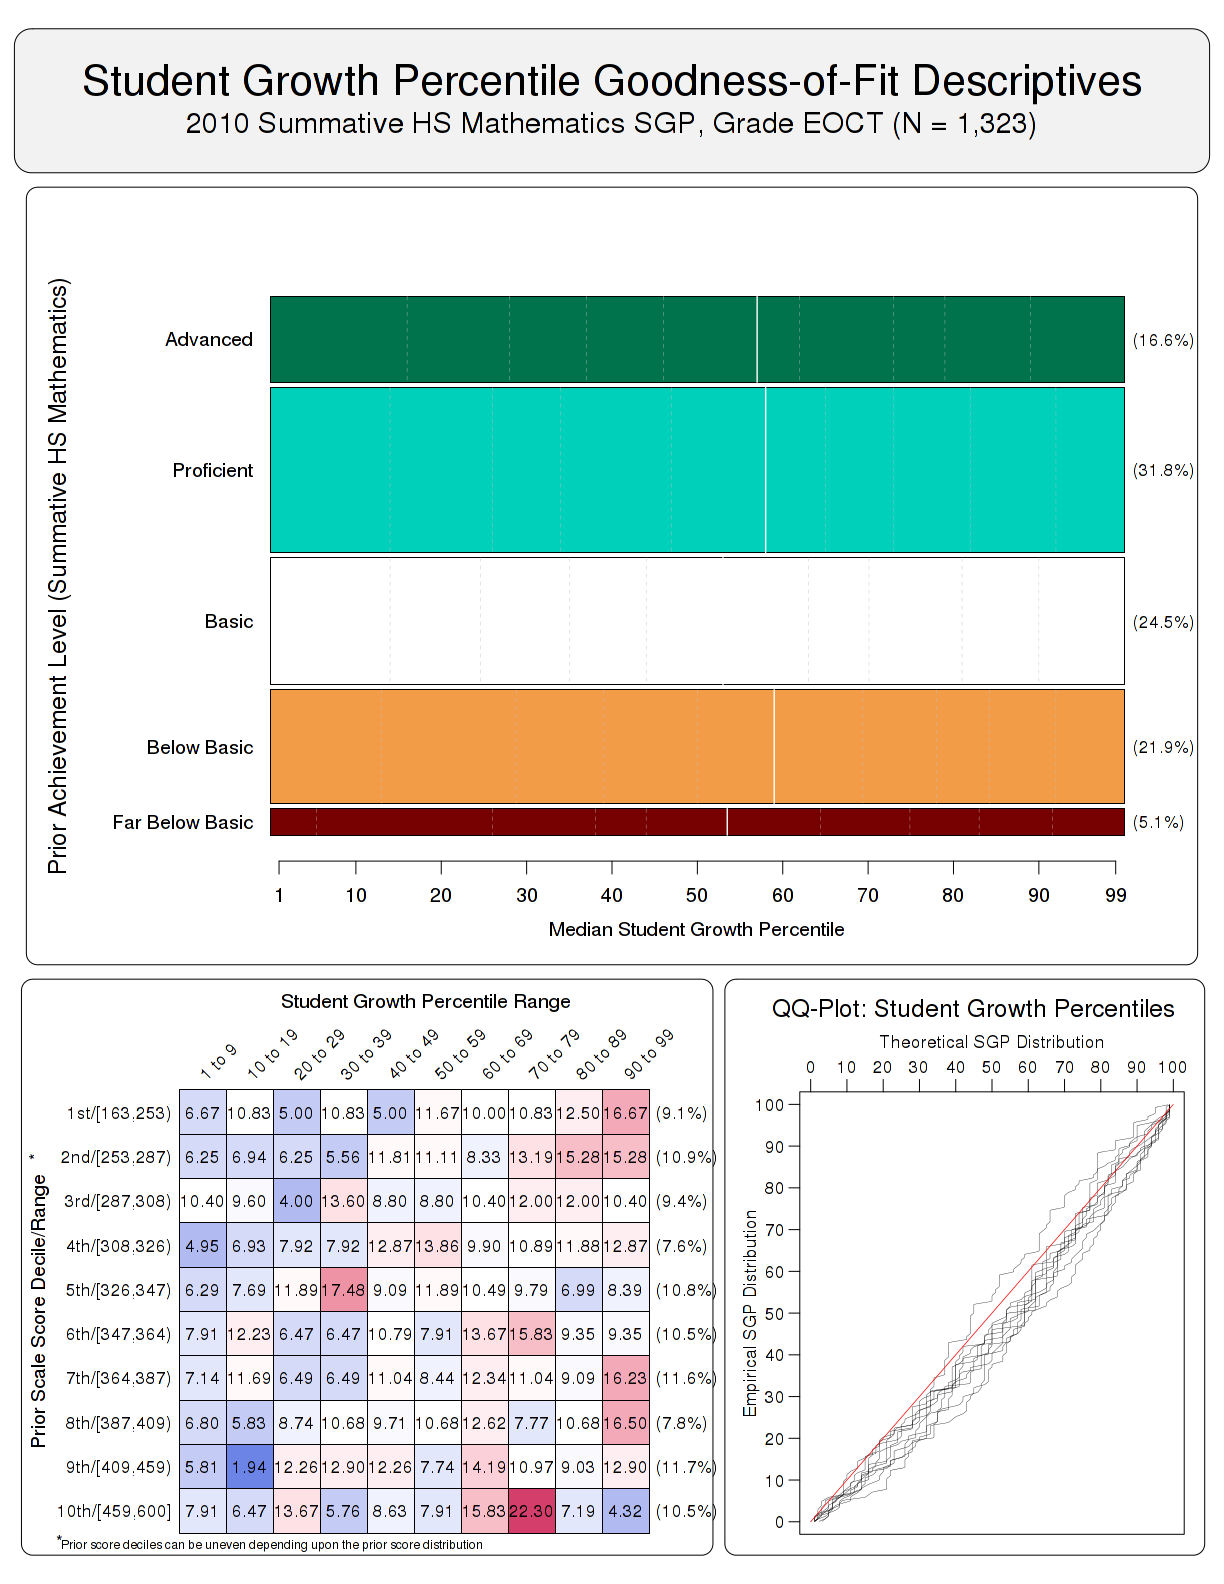 Student Growth Percentile Goodness-of-Fit Descriptives
2010 Summative HS Mathematics SGP, Grade EOCT (N = 1,323)
Prior Achievement Level (Summative HS Mathematics)
Advanced (16.6%)
Proficient (31.8%)
Basic (24.5%)
Below Basic (21.9%)
Far Below Basic (5.1%)
1 10 20 30 40 50 60 70 80 90 99
Median Student Growth Percentile
Student Growth Percentile Range
1 to 9 10 to 19 20 to 29 30 to 39 40 to 49 50 to 59 60 to 69 70 to 79 80 to 89 90 to 99
Prior Scale Score Decile/Range *
1st/[163,253) 6.67 10.83 5.00 10.83 5.00 11.67 10.00 10.83 12.50 16.67 (9.1%)
2nd/[253,287) 6.25 6.94 6.25 5.56 11.81 11.11 8.33 13.19 15.28 15.28 (10.9%)
3rd/[287,308) 10.40 9.60 4.00 13.60 8.80 8.80 10.40 12.00 12.00 10.40 (9.4%)
4th/[308,326) 4.95 6.93 7.92 7.92 12.87 13.86 9.90 10.89 11.88 12.87 (7.6%)
5th/[326,347) 6.29 7.69 11.89 17.48 9.09 11.89 10.49 9.79 6.99 8.39 (10.8%)
6th/[347,364) 7.91 12.23 6.47 6.47 10.79 7.91 13.67 15.83 9.35 9.35 (10.5%)
7th/[364,387) 7.14 11.69 6.49 6.49 11.04 8.44 12.34 11.04 9.09 16.23 (11.6%)
8th/[387,409) 6.80 5.83 8.74 10.68 9.71 10.68 12.62 7.77 10.68 16.50 (7.8%)
9th/[409,459) 5.81 1.94 12.26 12.90 12.26 7.74 14.19 10.97 9.03 12.90 (11.7%)
10th/[459,600] 7.91 6.47 13.67 5.76 8.63 7.91 15.83 22.30 7.19 4.32 (10.5%)
*Prior score deciles can be uneven depending upon the prior score distribution
QQ-Plot: Student Growth Percentiles
Theoretical SGP Distribution
0 10 20 30 40 50 60 70 80 90 100
Empirical SGP Distribution
100
90
80
70
60
50
40
30
20
10
0